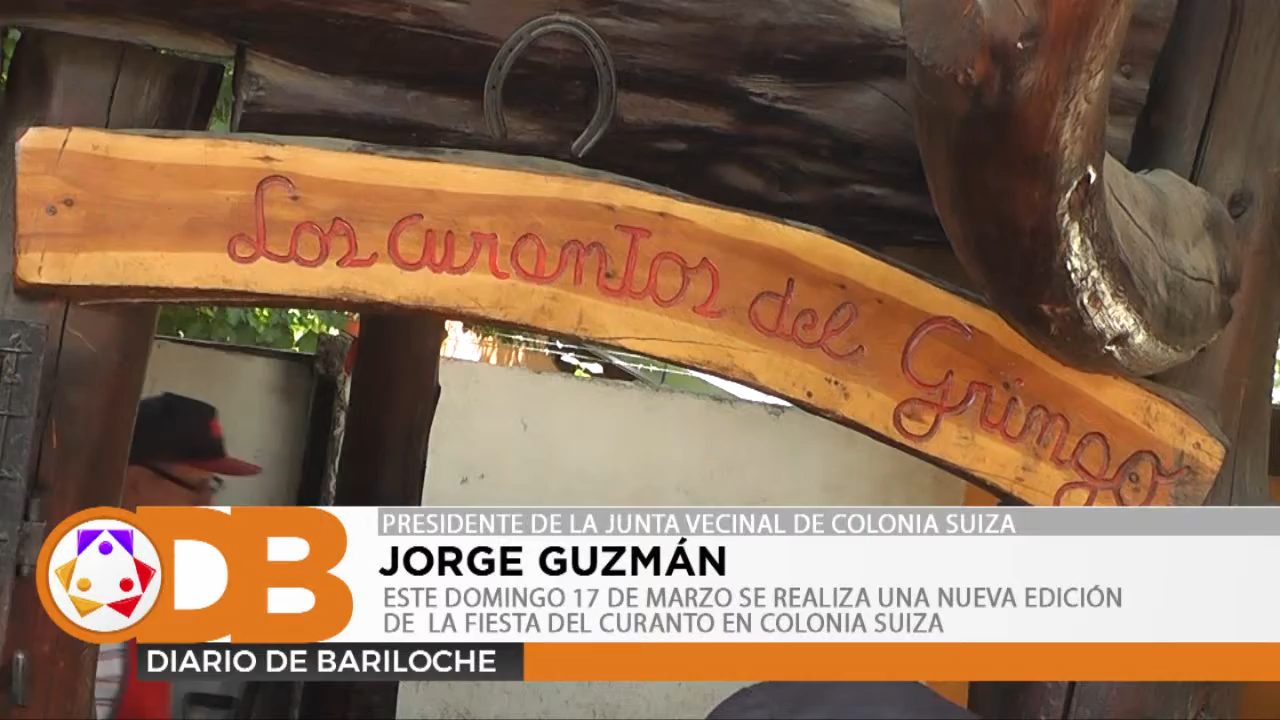 Los curantos del Gringo
PRESIDENTE DE LA JUNTA VECINAL DE COLONIA SUIZA
JORGE GUZMÁN
ESTE DOMINGO 17 DE MARZO SE REALIZA UNA NUEVA EDICIÓN
DE LA FIESTA DEL CURANTO EN COLONIA SUIZA
DB
DIARIO DE BARILOCHE